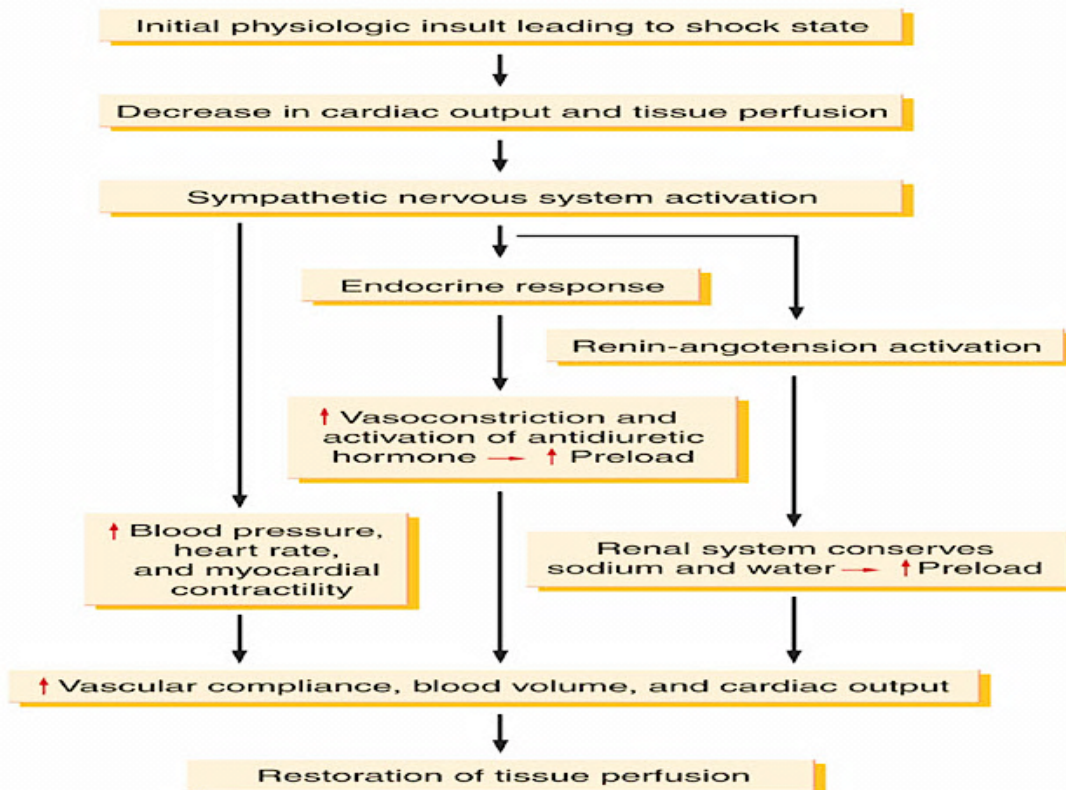 Initial physiologic insult leading to shock state
Decrease in cardiac output and tissue perfusion
Sympathetic nervous system activation
Endocrine response
Renin-angotension activation
↑ Vasoconstriction and
activation of antidiuretic
hormone → ↑ Preload
↑ Blood pressure,
heart rate,
and myocardial
contractility
Renal system conserves
sodium and water → ↑ Preload
↑ Vascular compliance, blood volume, and cardiac output
Restoration of tissue perfusion